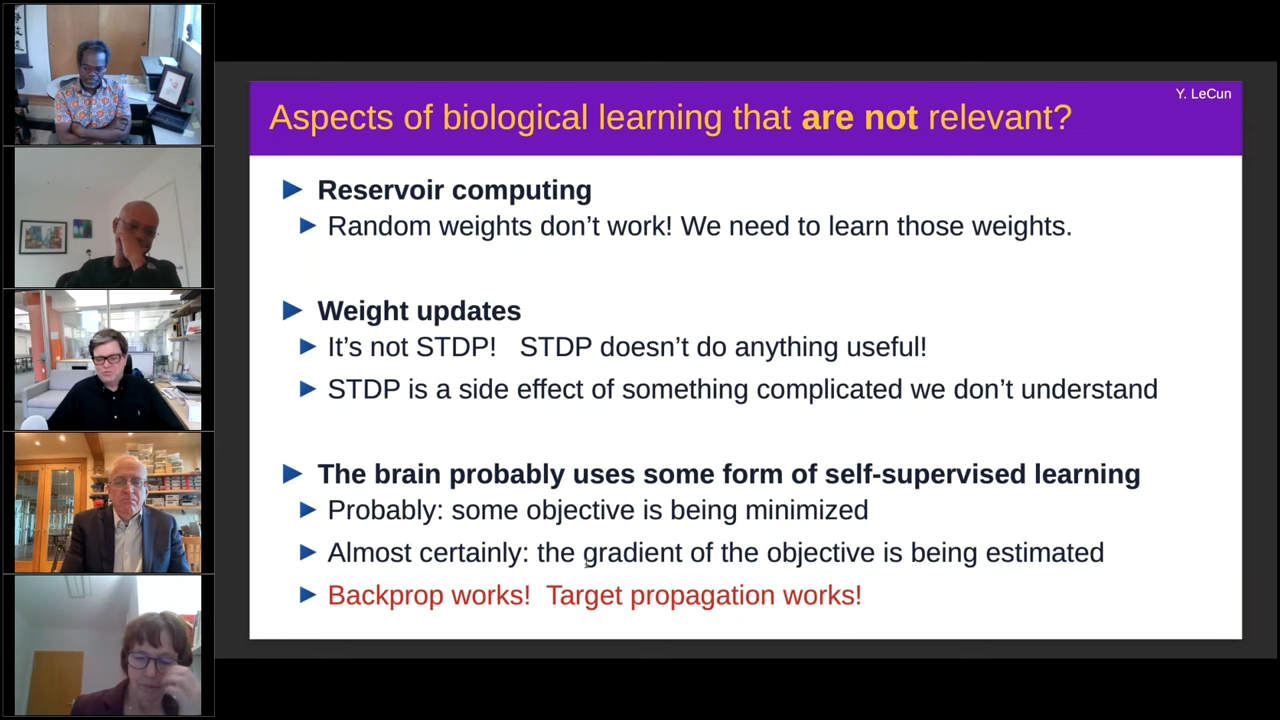 Y. LeCun
Aspects of biological learning that are not relevant?
Reservoir computing
Random weights don't work! We need to learn those weights.
Weight updates
It's not STDP! STDP doesn't do anything useful!
STDP is a side effect of something complicated we don't understand
The brain probably uses some form of self-supervised learning
Probably: some objective is being minimized
Almost certainly: the gradient of the objective is being estimated
Backprop works! Target propagation works!